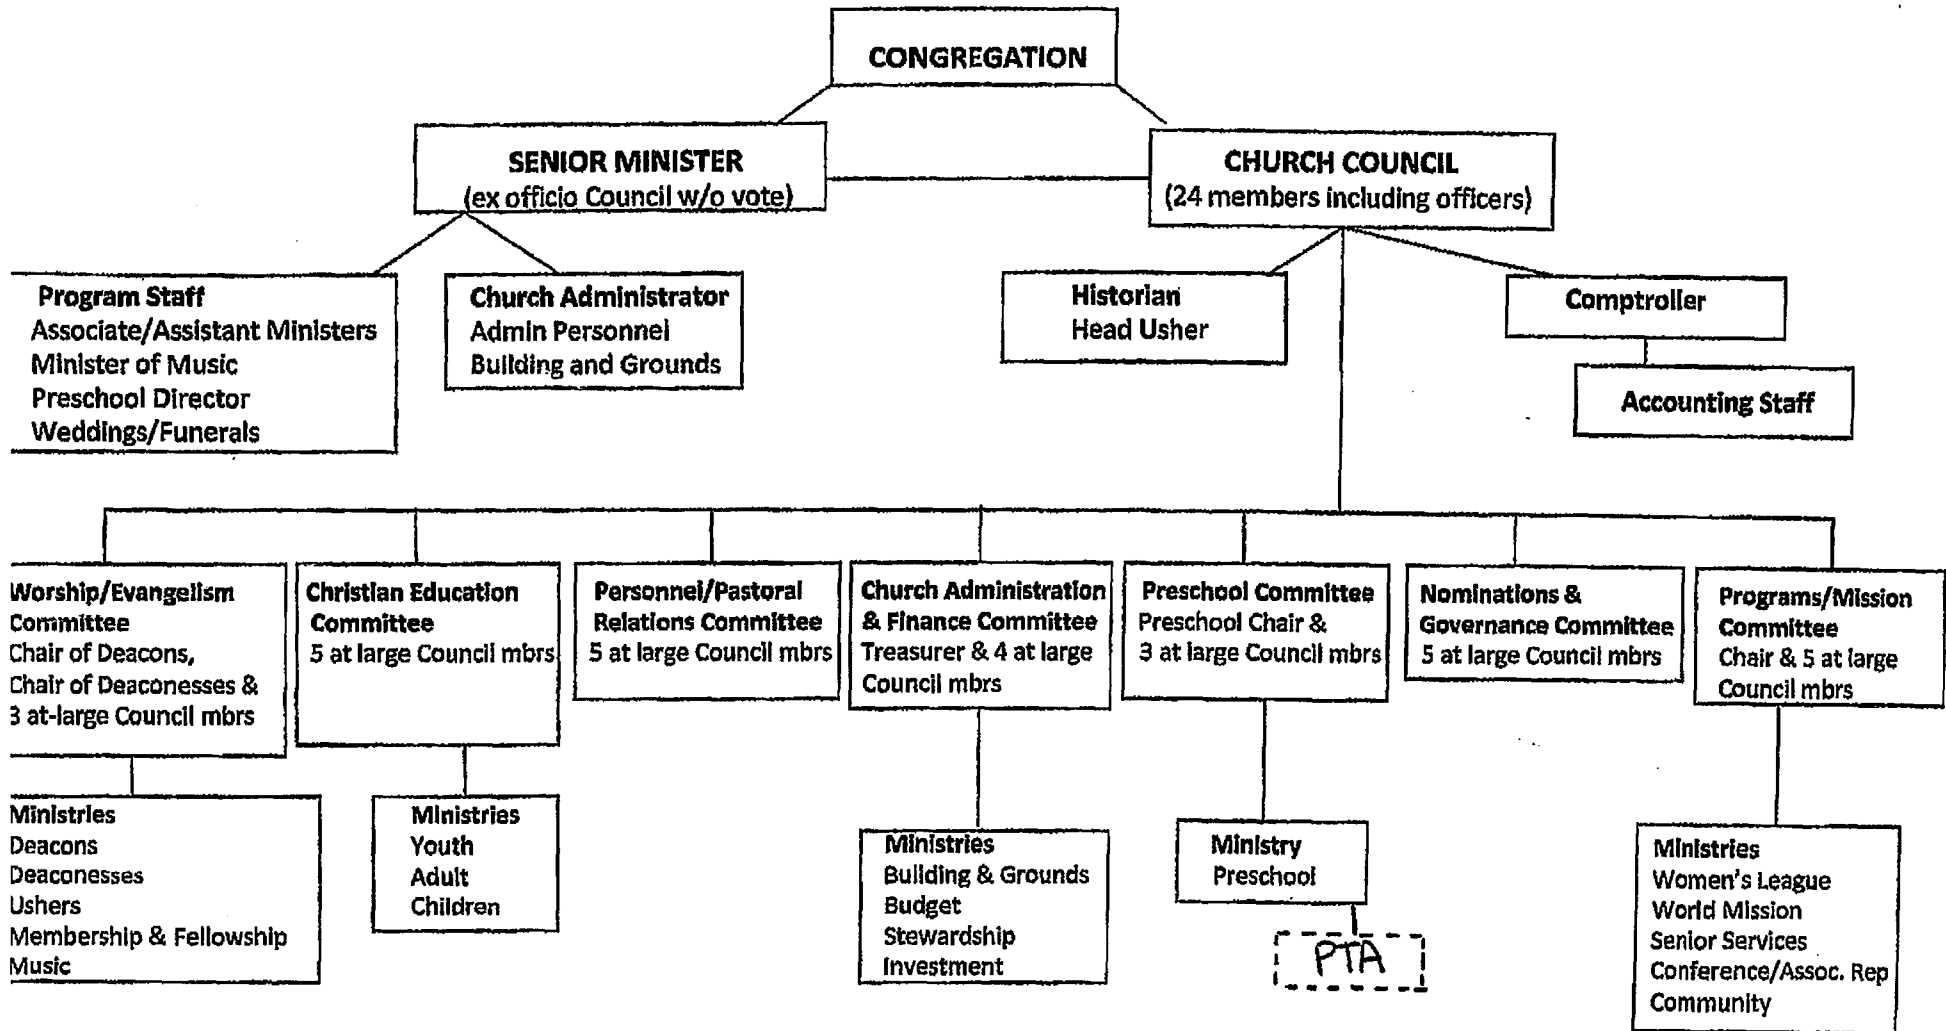 CONGREGATION
SENIOR MINISTER
(ex officio Council w/o vote)
CHURCH COUNCIL
(24 members including officers)
Program Staff
Associate/Assistant Ministers
Minister of Music
Preschool Director
Weddings/Funerals
Church Administrator
Admin Personnel
Building and Grounds
Historian
Head Usher
Comptroller
Accounting Staff
Worship/Evangelism
Committee
Chair of Deacons,
Chair of Deaconesses &
3 at-large Council mbrs
Christian Education
Committee
5 at large Council mbrs
Personnel/Pastoral
Relations Committee
5 at large Council mbrs
Church Administration
& Finance Committee
Treasurer & 4 at large
Council mbrs
Preschool Committee
Preschool Chair &
3 at large Council mbrs
Nominations &
Governance Committee
5 at large Council mbrs
Programs/Mission
Committee
Chair & 5 at large
Council mbrs
Ministries
Deacons
Deaconesses
Ushers
Membership & Fellowship
Music
Ministries
Youth
Adult
Children
Ministries
Building & Grounds
Budget
Stewardship
Investment
Ministry
Preschool
PTA
Ministries
Women's League
World Mission
Senior Services
Conference/Assoc. Rep
Community